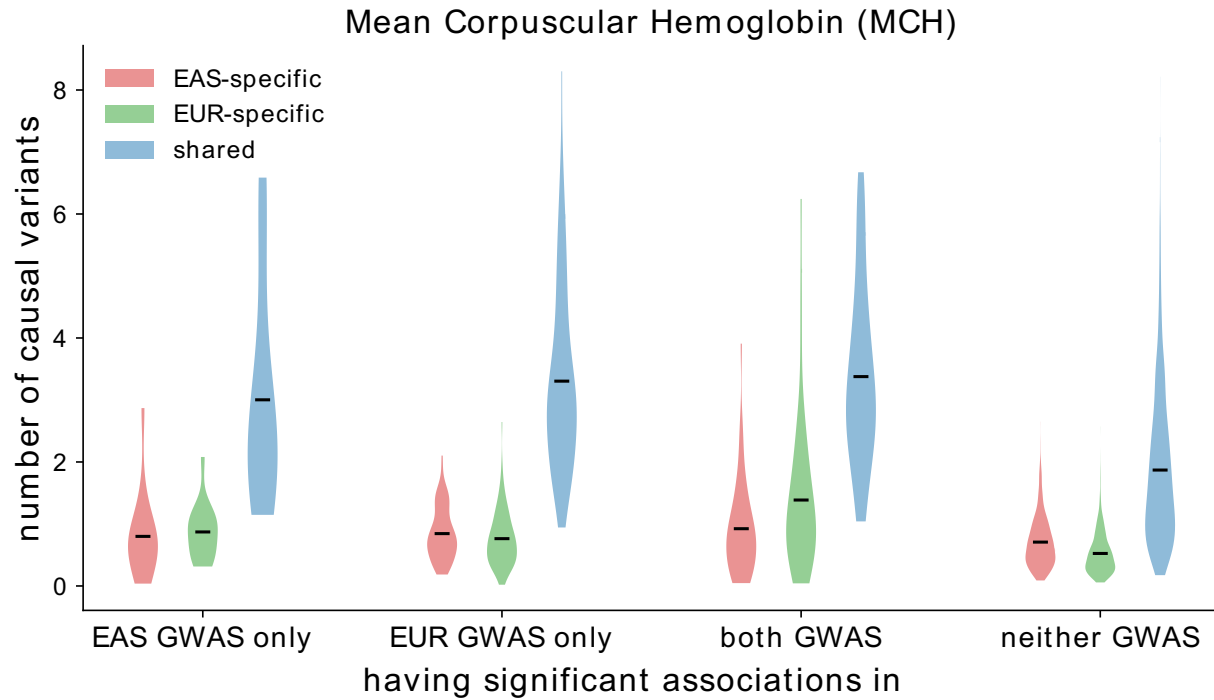 Mean Corpuscular Hemoglobin (MCH)
EAS-specific
EUR-specific
shared
number of causal variants
8
6
4
2
0
EAS GWAS only
EUR GWAS only
both GWAS
neither GWAS
having significant associations in